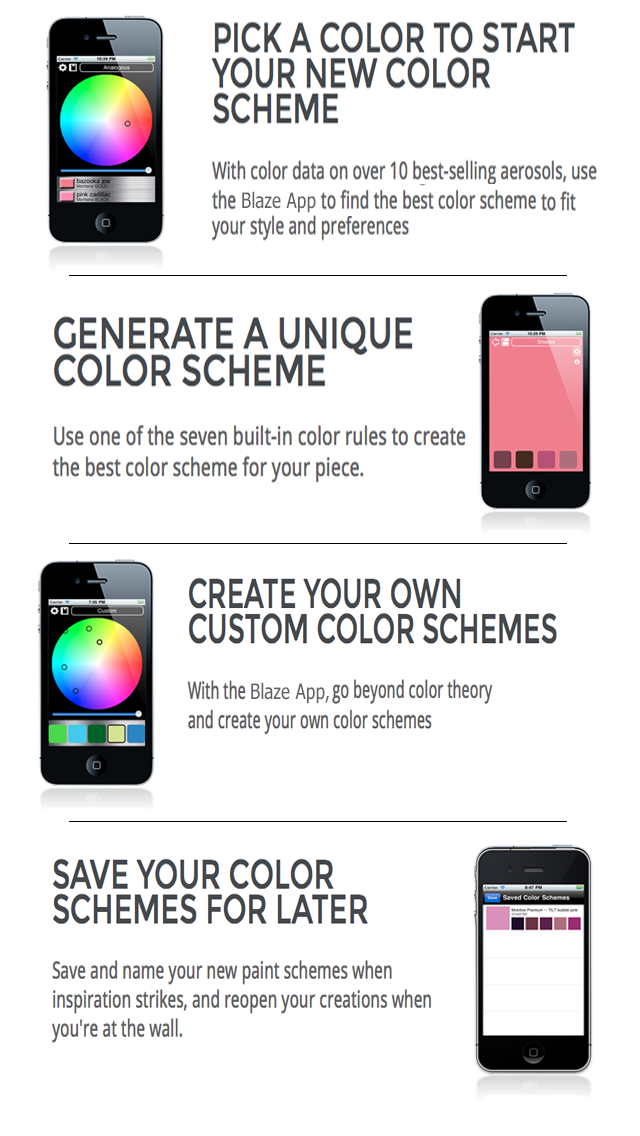 PICK A COLOR TO START
YOUR NEW COLOR
SCHEME
With color data on over 10 best-selling aerosols, use
the Blaze App to find the best color scheme to fit
your style and preferences
Carrier 10:39 PM
Analogous
bazooka joe
Montana GOLD
pink cadillac
Montana BLACK
GENERATE A UNIQUE
COLOR SCHEME
Use one of the seven built-in color rules to create
the best color scheme for your piece.
Carrier 10:39 PM
Shades
CREATE YOUR OWN
CUSTOM COLOR SCHEMES
With the Blaze App, go beyond color theory
and create your own color schemes
Carrier 7:35 PM
Custom
SAVE YOUR COLOR
SCHEMES FOR LATER
Save and name your new paint schemes when
inspiration strikes, and reopen your creations when
you're at the wall.
Carrier 8:47 PM
Done Saved Color Schemes
Molotow Premium -- TILT bubble pink